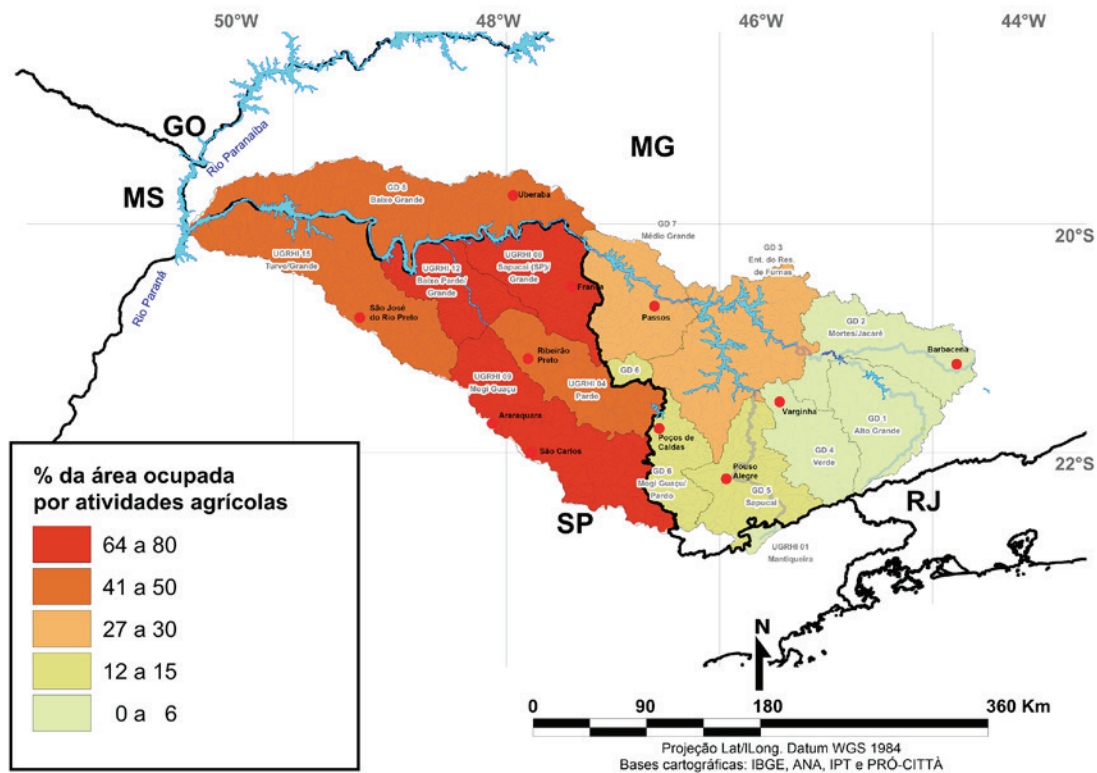 50°W
48°W
46°W
44°W
GO
MG
MS
Rio Paranaíba
Rio Paraná
20°S
22°S
GD 8
Baixo Grande
Uberaba
GD 7
Médio Grande
GD 3
Ent. do Res.
de Furnas
UGRHI 15
Turvo/Grande
UGRHI 12
Baixo Pardo/
Grande
UGRHI 08
Sapucaí (SP)/
Grande
Franca
Passos
GD 2
Mortes/Jacaré
Barbacena
São José
do Rio Preto
Ribeirão
Preto
GD 6
UGRHI 09
Mogi Guaçu
UGRHI 04
Pardo
Varginha
GD 1
Alto Grande
Araraquara
Poços de
Caldas
GD 4
Verde
São Carlos
Pouso
Alegre
GD 6
Mogi Guaçu/
Pardo
GD 5
Sapucaí
SP
RJ
UGRHI 01
Mantiqueira
% da área ocupada
por atividades agrícolas
64 a 80
41 a 50
27 a 30
12 a 15
0 a 6
N
0 90 180 360 Km
Projeção Lat/lLong. Datum WGS 1984
Bases cartográficas: IBGE, ANA, IPT e PRÓ-CITTÀ